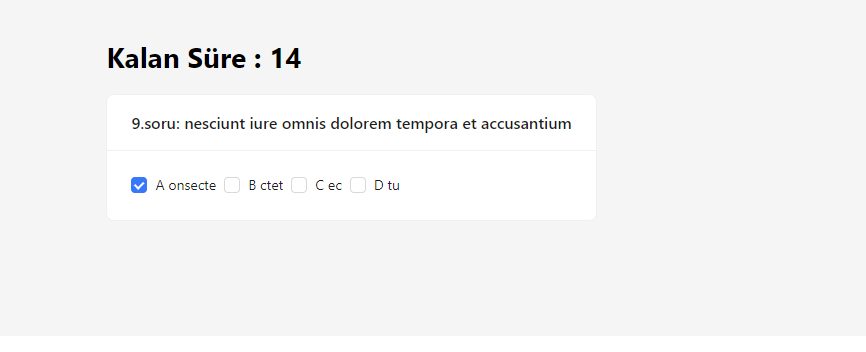 Kalan Süre : 14
9.soru: nesciunt iure omnis dolorem tempora et accusantium
A onsecte B ctet C ec D tu